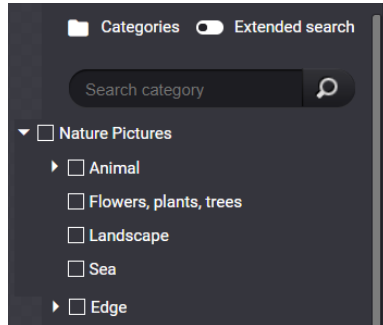 Categories Extended search
Search category
Nature Pictures
Animal
Flowers, plants, trees
Landscape
Sea
Edge